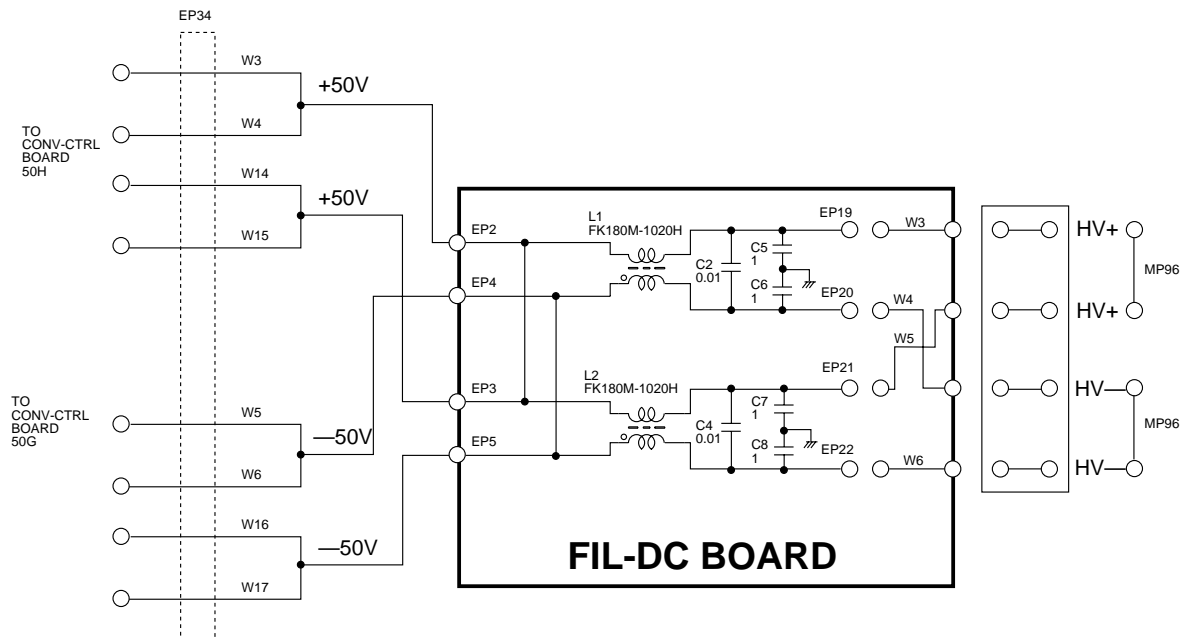 EP34
W3
+50V
W4
TO
CONV-CTRL
BOARD
50H
W14
+50V
W15
EP2
L1
FK180M-1020H
EP19
W3
HV+
C5
1
C2
0.01
MP96
EP4
C6
1
EP20
W4
HV+
W5
EP21
L2
FK180M-1020H
EP3
HV—
C7
1
C4
0.01
MP96
TO
CONV-CTRL
BOARD
50G
W5
—50V
EP5
C8
1
EP22
W6
HV—
W6
W16
—50V
W17
FIL-DC BOARD